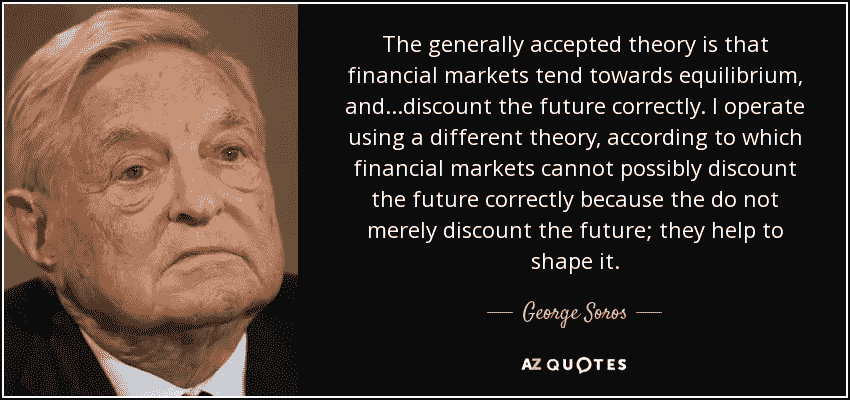 The generally accepted theory is that
financial markets tend towards equilibrium,
and...discount the future correctly. I operate
using a different theory, according to which
financial markets cannot possibly discount
the future correctly because the do not
merely discount the future; they help to
shape it.
George Soros
AZ QUOTES